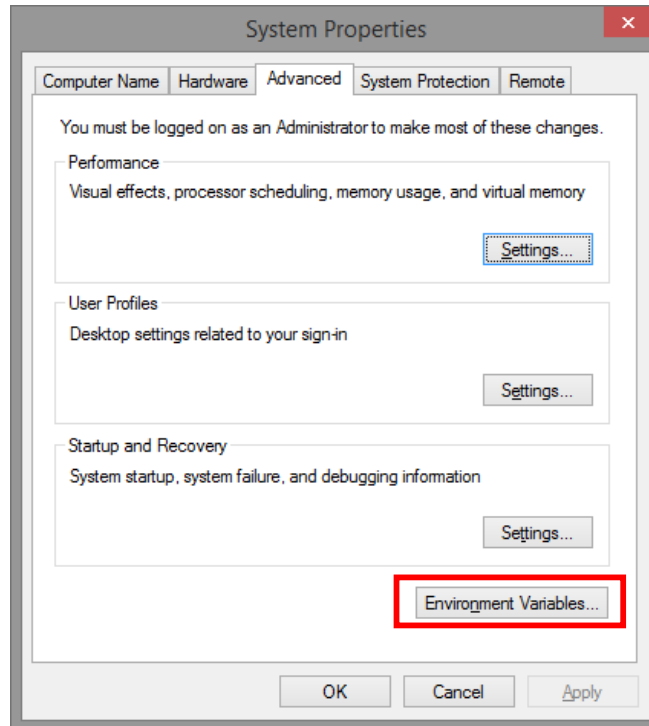 System Properties
Computer Name Hardware Advanced System Protection Remote
You must be logged on as an Administrator to make most of these changes.
Performance
Visual effects, processor scheduling, memory usage, and virtual memory
Settings...
User Profiles
Desktop settings related to your sign-in
Settings...
Startup and Recovery
System startup, system failure, and debugging information
Settings...
Environment Variables...
OK Cancel Apply